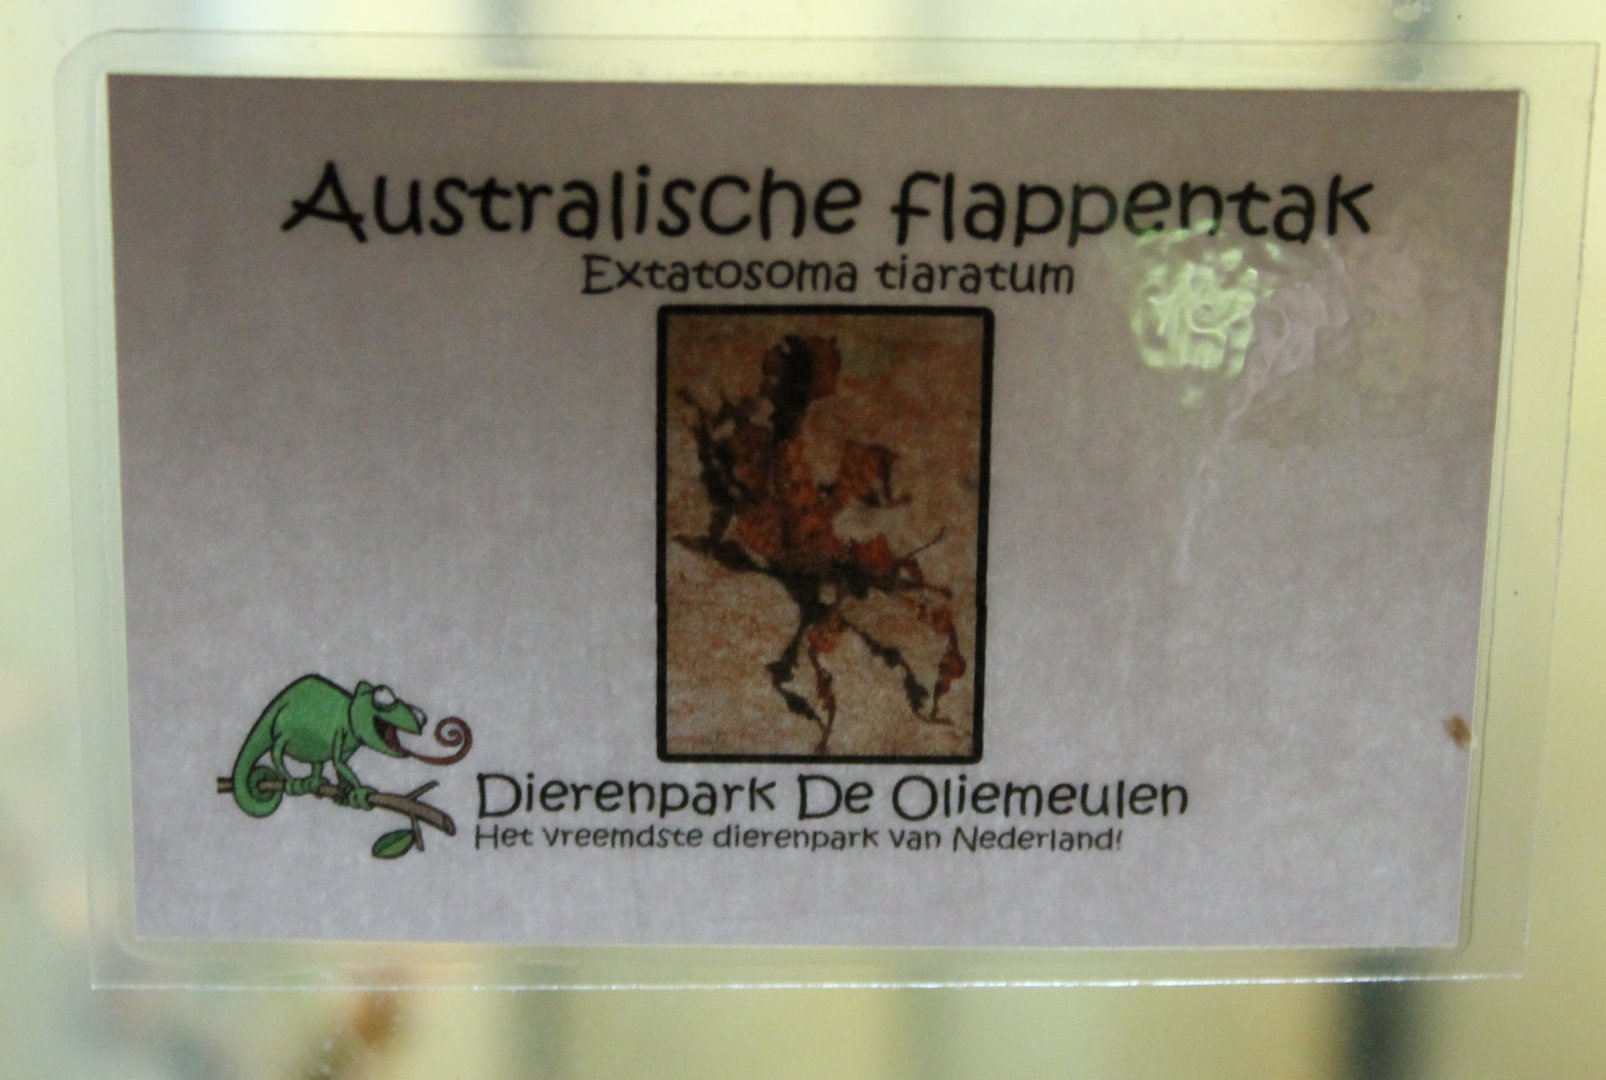 Australische flappentak
Extatosoma tiaratum
Dierenpark De Oliemeulen
Het vreemdste dierenpark van Nederland!